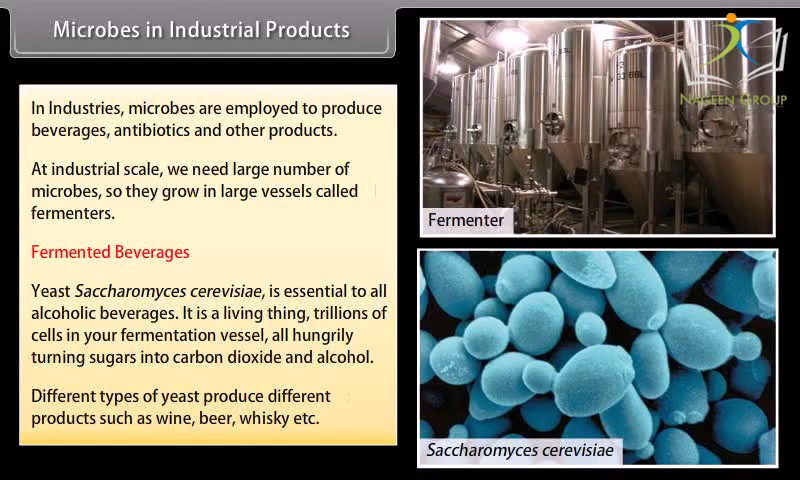 Microbes in Industrial Products
In Industries, microbes are employed to produce
beverages, antibiotics and other products.
At industrial scale, we need large number of
microbes, so they grow in large vessels called
fermenters.
Fermented Beverages
Yeast Saccharomyces cerevisiae, is essential to all
alcoholic beverages. It is a living thing, trillions of
cells in your fermentation vessel, all hungrily
turning sugars into carbon dioxide and alcohol.
Different types of yeast produce different
products such as wine, beer, whisky etc.
NAGEEN GROUP
Fermenter
Saccharomyces cerevisiae